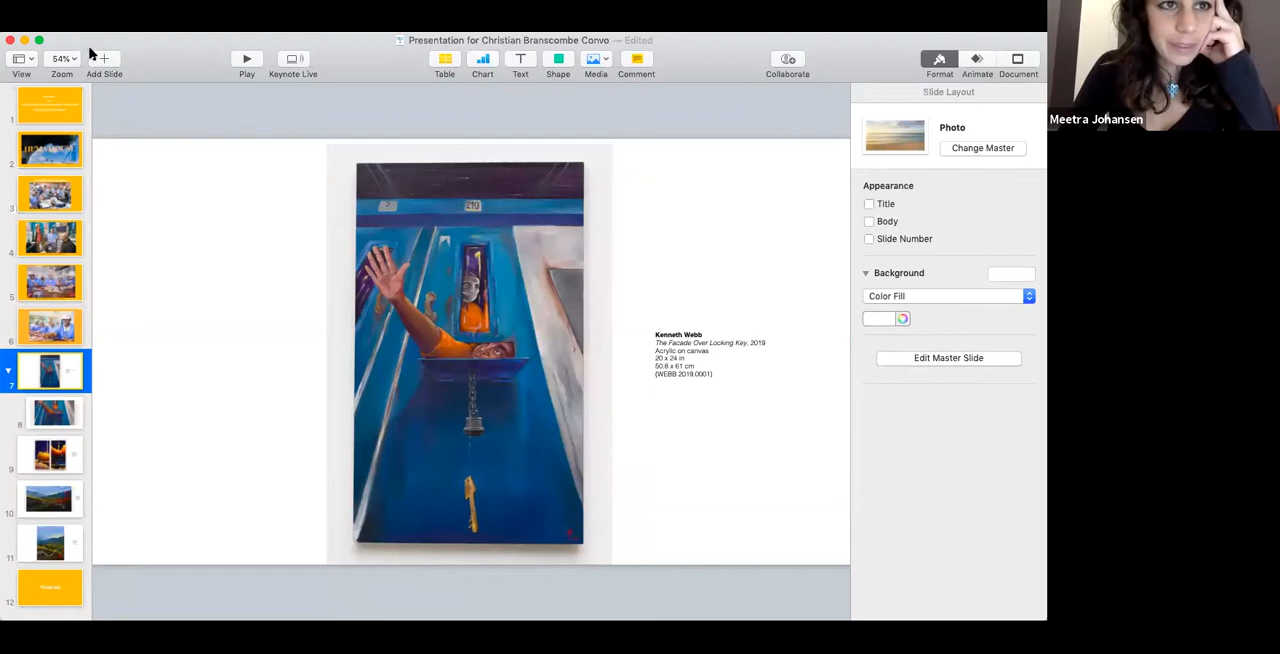 Presentation for Christian Branscombe Convo — Edited
54%
View
Zoom
Add Slide
Play
Keynote Live
Table
Chart
Text
Shape
Media
Comment
Collaborate
Format
Animate
Document
Slide Layout
Photo
Change Master
Appearance
Title
Body
Slide Number
Background
Color Fill
Edit Master Slide
1
2
3
4
5
6
7
8
9
10
11
12
210
Kenneth Webb
The Facade Over Locking Key, 2019
Acrylic on canvas
20 x 24 in
50.8 x 61 cm
(WEBB 2019.0001)
Meetra Johansen